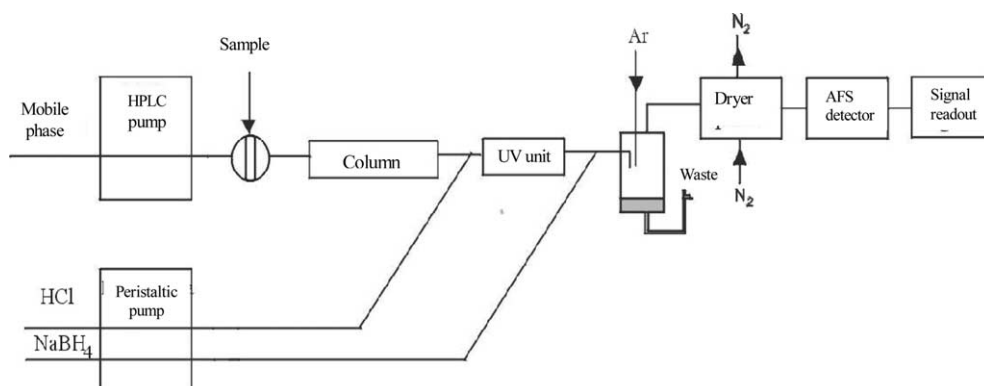 Sample
Mobile
phase
HPLC
pump
Column
UV unit
Ar
Waste
N₂
Dryer
N₂
AFS
detector
Signal
readout
HCl
Peristaltic
pump
NaBH₄